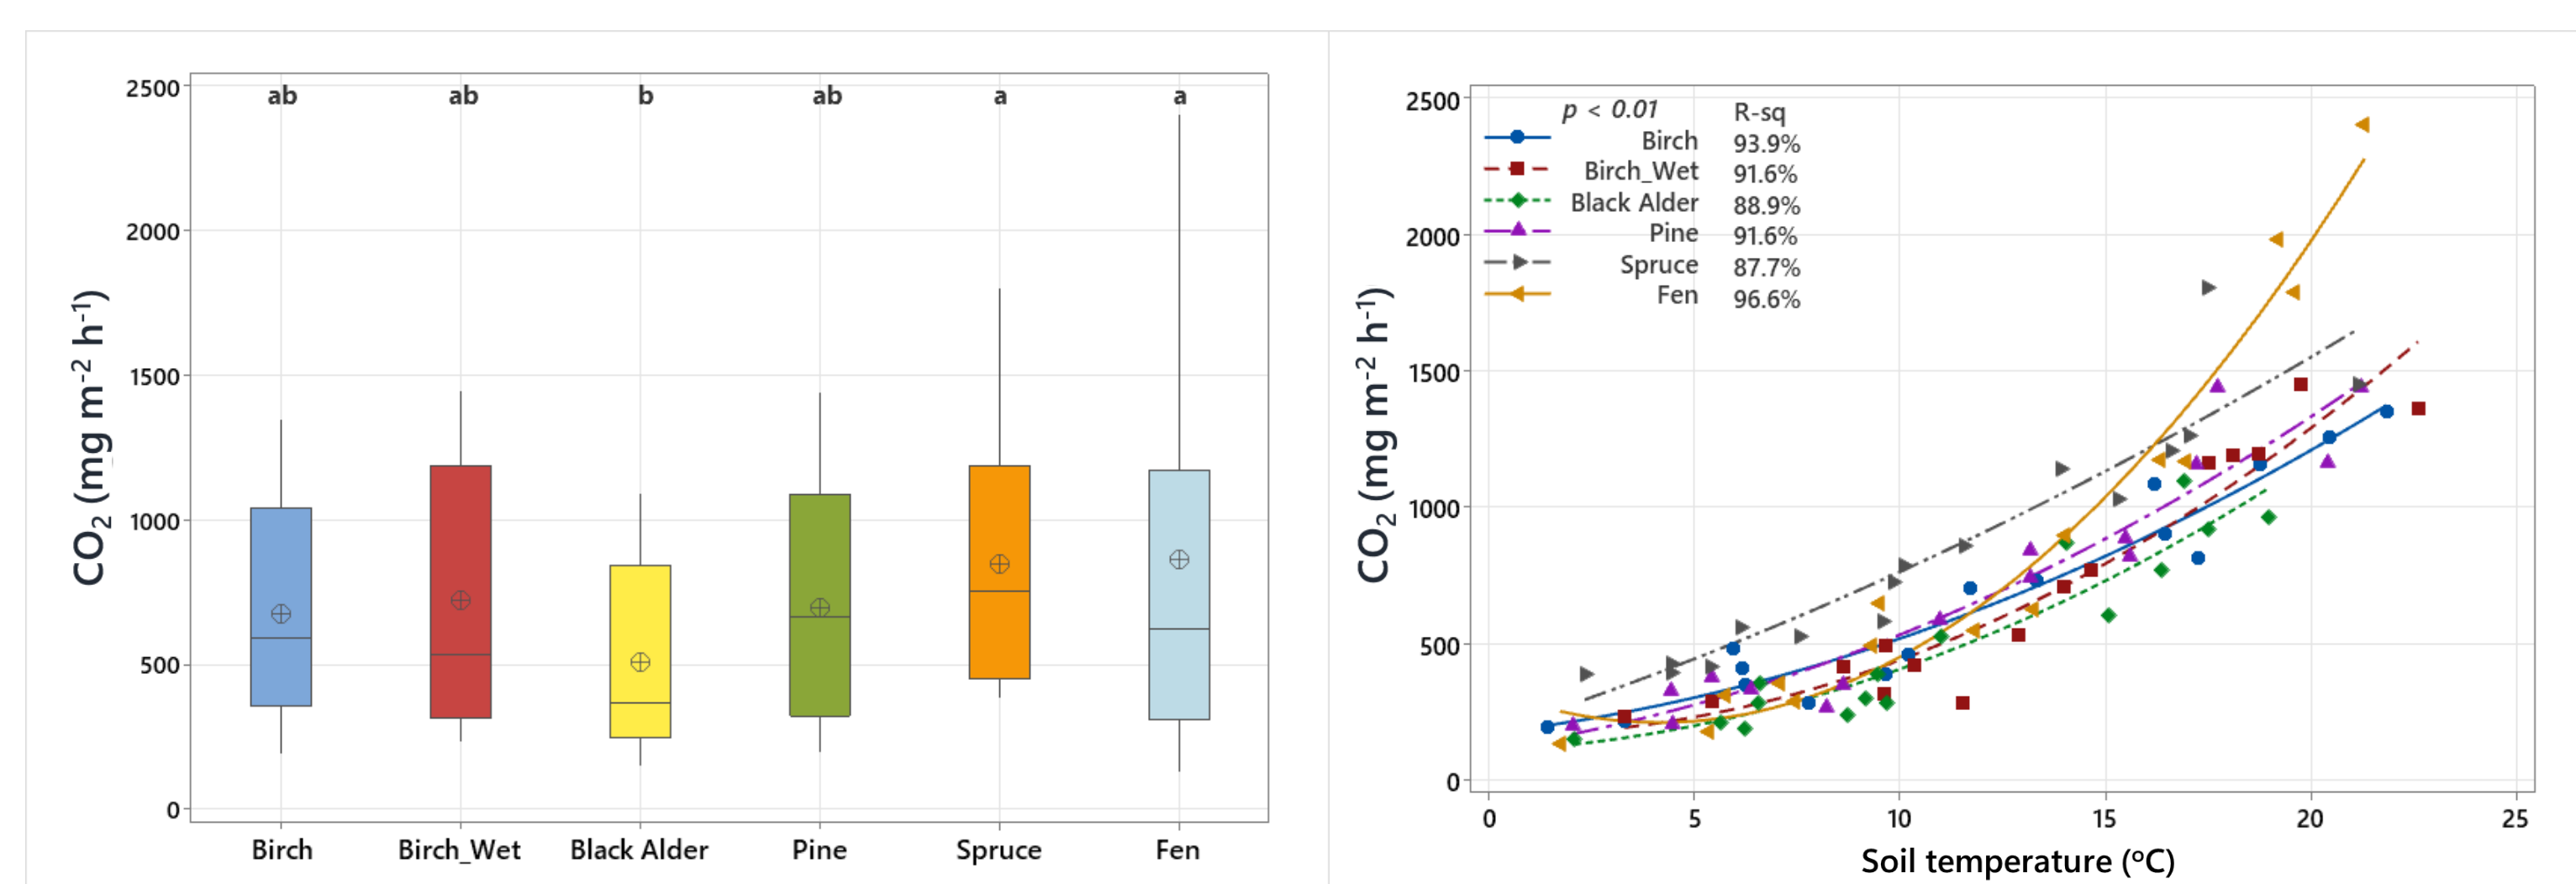 2500
2000
1500
1000
500
0
CO2 (mg m-2 h-1)
ab ab b ab a a
Birch Birch_Wet Black Alder Pine Spruce Fen
2500
2000
1500
1000
500
0
CO2 (mg m-2 h-1)
p < 0.01 R-sq
Birch 93.9%
Birch_Wet 91.6%
Black Alder 88.9%
Pine 91.6%
Spruce 87.7%
Fen 96.6%
0 5 10 15 20 25
Soil temperature (ºC)